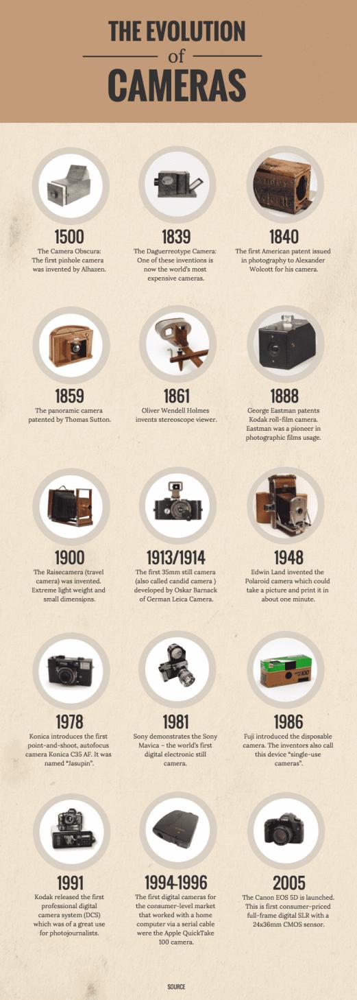 THE EVOLUTION
of
CAMERAS
1500
The Camera Obscura:
The first pinhole camera
was invented by Alhazen.
1839
The Daguerreotype Camera:
One of these inventions is
now the world's most
expensive cameras.
1840
The first American patent issued
in photography to Alexander
Wolcott for his camera.
1859
The panoramic camera
patented by Thomas Sutton.
1861
Oliver Wendell Holmes
invents stereoscope viewer.
1888
George Eastman patents
Kodak roll-film camera.
Eastman was a pioneer in
photographic films usage.
1900
The Raisecamera (travel
camera) was invented.
Extreme light weight and
small dimensions.
1913/1914
The first 35mm still camera
(also called candid camera )
developed by Oskar Barnack
of German Leica Camera.
1948
Edwin Land invented the
Polaroid camera which could
take a picture and print it in
about one minute.
1978
Konica introduces the first
point-and-shoot, autofocus
camera Konica C35 AF. It was
named “Jasupin”.
1981
Sony demonstrates the Sony
Mavica – the world's first
digital electronic still
camera.
1986
Fuji introduced the disposable
camera. The inventors also call
this device “single-use
cameras”.
1991
Kodak released the first
professional digital
camera system (DCS)
which was of a great use
for photojournalists.
1994-1996
The first digital cameras for
the consumer-level market
that worked with a home
computer via a serial cable
were the Apple QuickTake
100 camera.
2005
The Canon EOS 5D is launched.
This is first consumer-priced
full-frame digital SLR with a
24x36mm CMOS sensor.
SOURCE